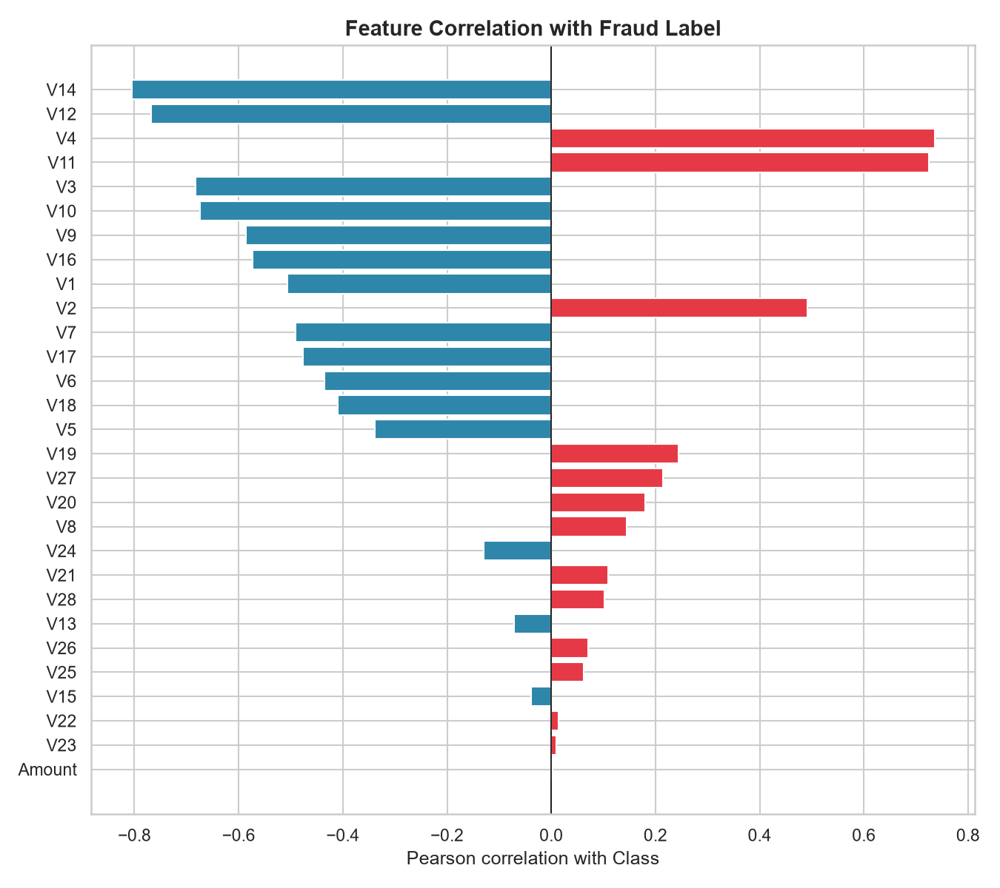 Feature Correlation with Fraud Label
V14
V12
V4
V11
V3
V10
V9
V16
V1
V2
V7
V17
V6
V18
V5
V19
V27
V20
V8
V24
V21
V28
V13
V26
V25
V15
V22
V23
Amount
−0.8 −0.6 −0.4 −0.2 0.0 0.2 0.4 0.6 0.8
Pearson correlation with Class